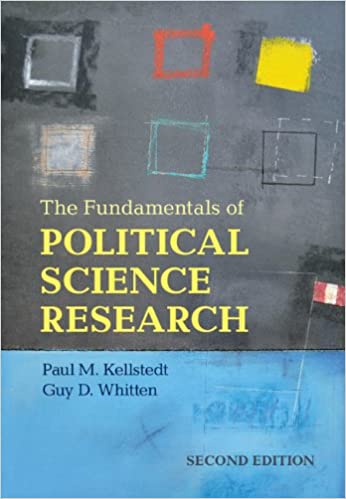 The Fundamentals of
POLITICAL
SCIENCE
RESEARCH
Paul M. Kellstedt
Guy D. Whitten
SECOND EDITION